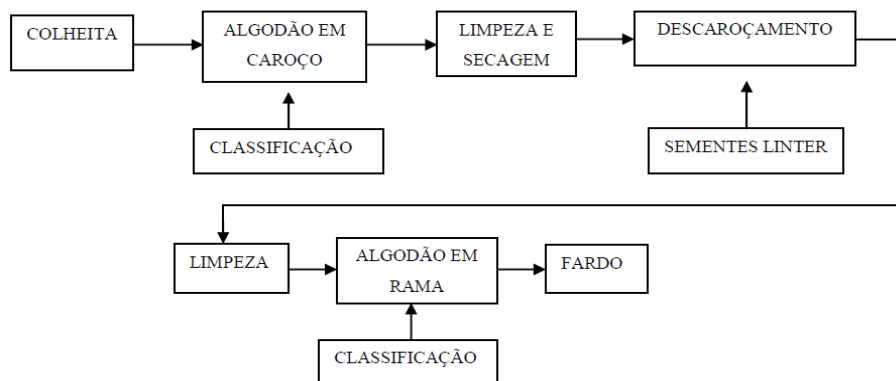 COLHEITA
ALGODÃO EM
CAROÇO
LIMPEZA E
SECAGEM
DESCAROÇAMENTO
CLASSIFICAÇÃO
SEMENTES LINTER
LIMPEZA
ALGODÃO EM
RAMA
FARDO
CLASSIFICAÇÃO